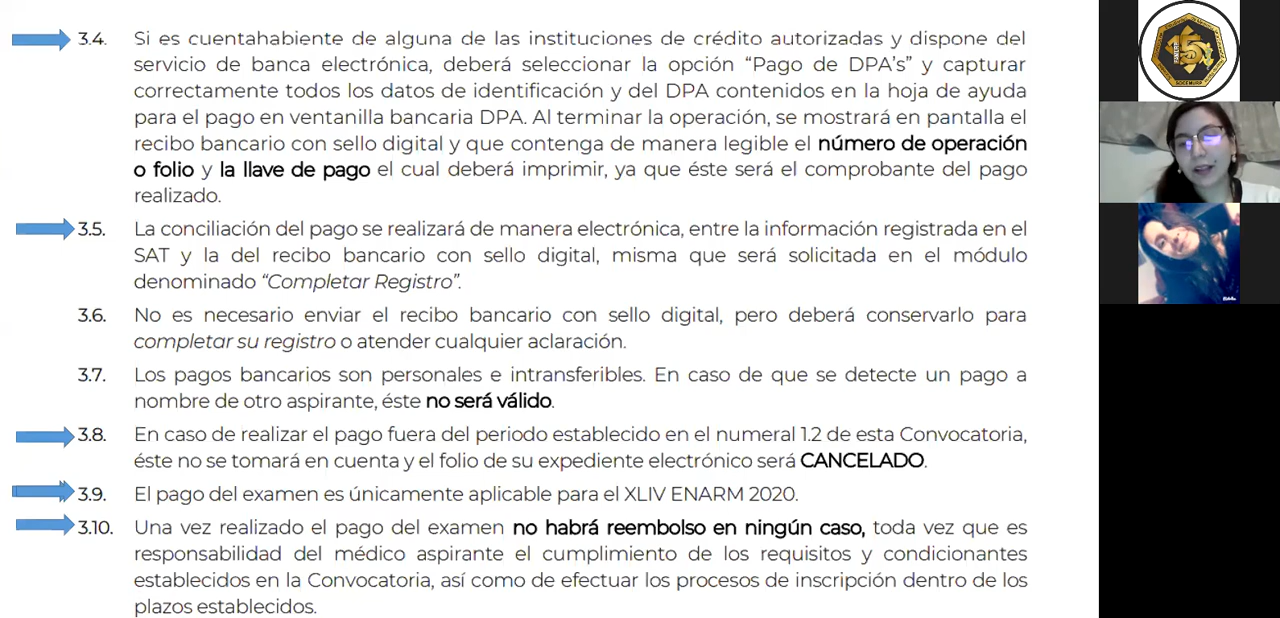 3.4. Si es cuentahabiente de alguna de las instituciones de crédito autorizadas y dispone del
servicio de banca electrónica, deberá seleccionar la opción “Pago de DPA’s” y capturar
correctamente todos los datos de identificación y del DPA contenidos en la hoja de ayuda
para el pago en ventanilla bancaria DPA. Al terminar la operación, se mostrará en pantalla el
recibo bancario con sello digital y que contenga de manera legible el número de operación
o folio y la llave de pago el cual deberá imprimir, ya que éste será el comprobante del pago
realizado.
3.5. La conciliación del pago se realizará de manera electrónica, entre la información registrada en el
SAT y la del recibo bancario con sello digital, misma que será solicitada en el módulo
denominado “Completar Registro”.
3.6. No es necesario enviar el recibo bancario con sello digital, pero deberá conservarlo para
completar su registro o atender cualquier aclaración.
3.7. Los pagos bancarios son personales e intransferibles. En caso de que se detecte un pago a
nombre de otro aspirante, éste no será válido.
3.8. En caso de realizar el pago fuera del periodo establecido en el numeral 1.2 de esta Convocatoria,
éste no se tomará en cuenta y el folio de su expediente electrónico será CANCELADO.
3.9. El pago del examen es únicamente aplicable para el XLIV ENARM 2020.
3.10. Una vez realizado el pago del examen no habrá reembolso en ningún caso, toda vez que es
responsabilidad del médico aspirante el cumplimiento de los requisitos y condicionantes
establecidos en la Convocatoria, así como de efectuar los procesos de inscripción dentro de los
plazos establecidos.